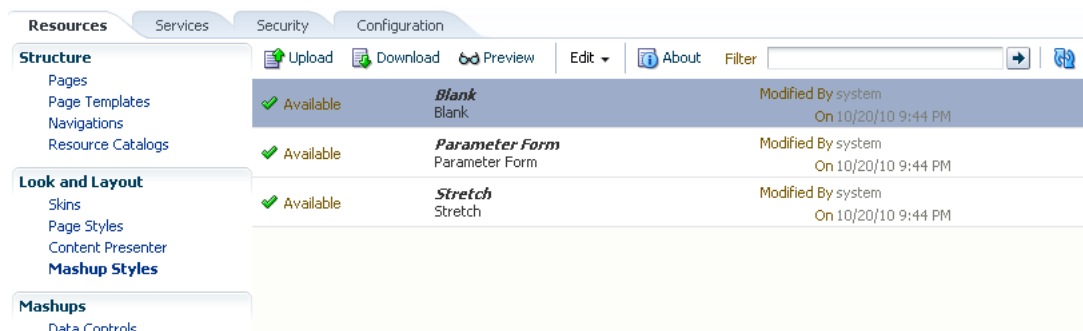 Resources Services Security Configuration
Structure
Pages
Page Templates
Navigations
Resource Catalogs
Look and Layout
Skins
Page Styles
Content Presenter
Mashup Styles
Mashups
Data Controls
Upload Download Preview Edit About Filter
Available Blank Modified By system
Blank On 10/20/10 9:44 PM
Available Parameter Form Modified By system
Parameter Form On 10/20/10 9:44 PM
Available Stretch Modified By system
Stretch On 10/20/10 9:44 PM